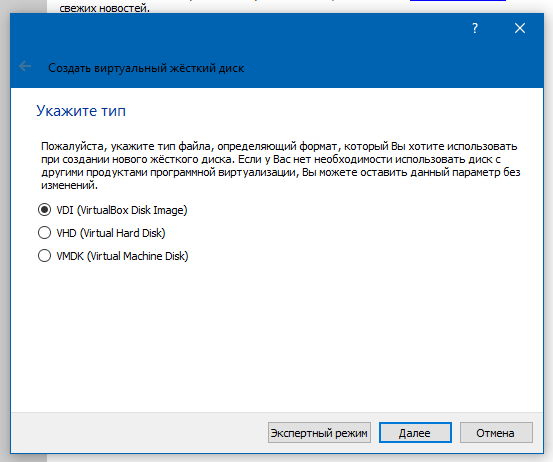 свежих новостей.
?
Создать виртуальный жёсткий диск
Укажите тип
Пожалуйста, укажите тип файла, определяющий формат, который Вы хотите использовать
при создании нового жёсткого диска. Если у Вас нет необходимости использовать диск с
другими продуктами программной виртуализации, Вы можете оставить данный параметр без
изменений.
VDI (VirtualBox Disk Image)
VHD (Virtual Hard Disk)
VMDK (Virtual Machine Disk)
Экспертный режим
Далее
Отмена